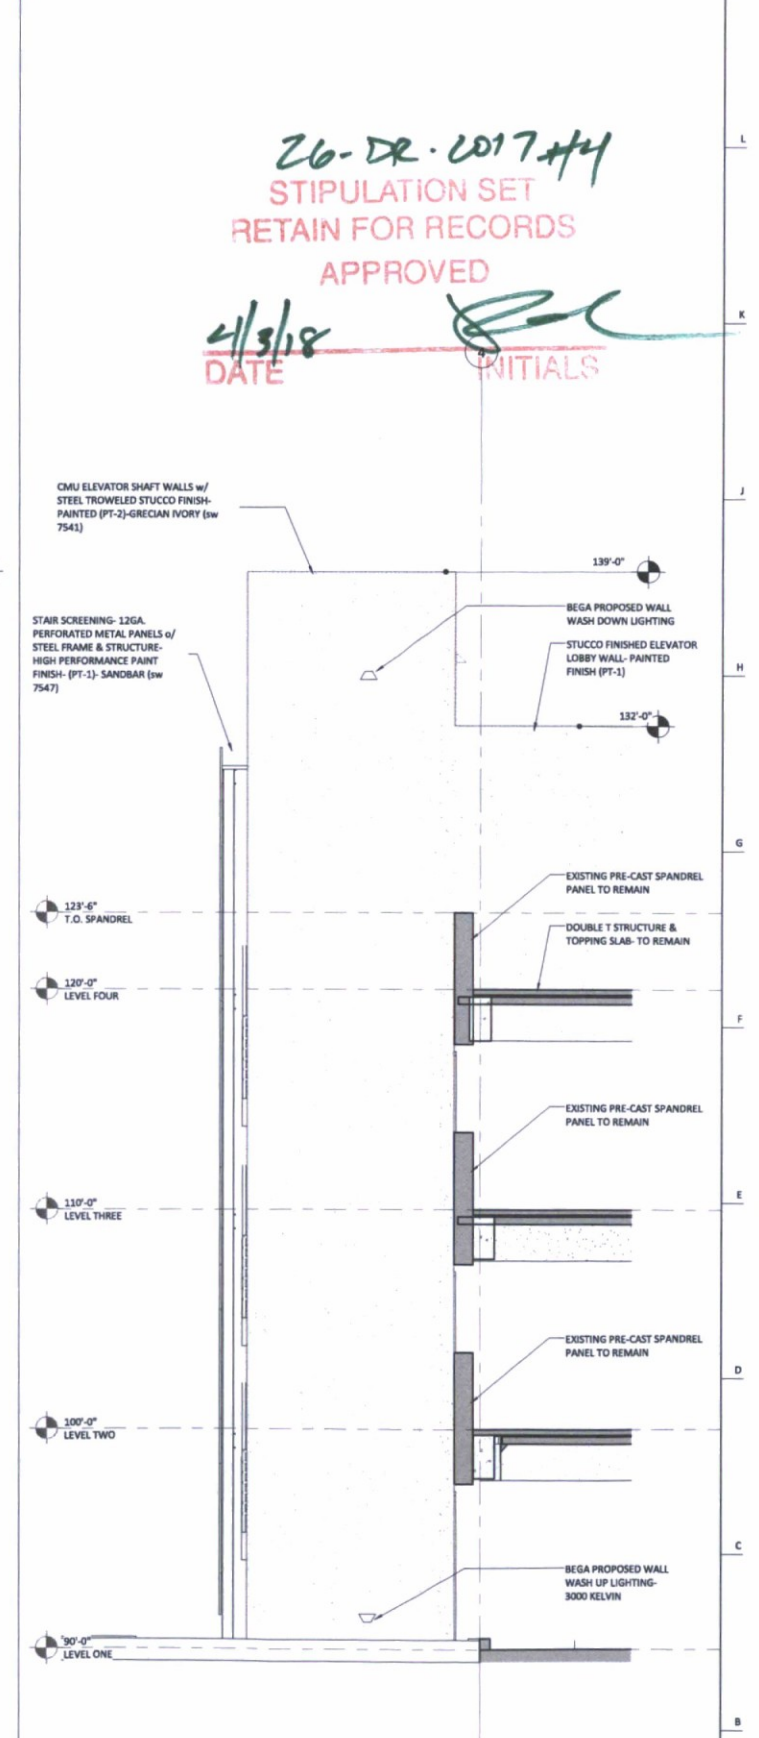 26-DR-2017 #4
STIPULATION SET
RETAIN FOR RECORDS
APPROVED
4/3/18
DATE
INITIALS
4
L
K
J
H
G
F
E
D
C
B
CMU ELEVATOR SHAFT WALLS w/
STEEL TROWELED STUCCO FINISH-
PAINTED (PT-2)-GRECIAN IVORY (sw
7541)
139'-0"
STAIR SCREENING- 12GA.
PERFORATED METAL PANELS o/
STEEL FRAME & STRUCTURE-
HIGH PERFORMANCE PAINT
FINISH- (PT-1)- SANDBAR (sw
7547)
BEGA PROPOSED WALL
WASH DOWN LIGHTING
STUCCO FINISHED ELEVATOR
LOBBY WALL- PAINTED
FINISH (PT-1)
132'-0"
EXISTING PRE-CAST SPANDREL
PANEL TO REMAIN
123'-6"
T.O. SPANDREL
DOUBLE T STRUCTURE &
TOPPING SLAB- TO REMAIN
120'-0"
LEVEL FOUR
EXISTING PRE-CAST SPANDREL
PANEL TO REMAIN
110'-0"
LEVEL THREE
EXISTING PRE-CAST SPANDREL
PANEL TO REMAIN
100'-0"
LEVEL TWO
BEGA PROPOSED WALL
WASH UP LIGHTING-
3000 KELVIN
90'-0"
LEVEL ONE